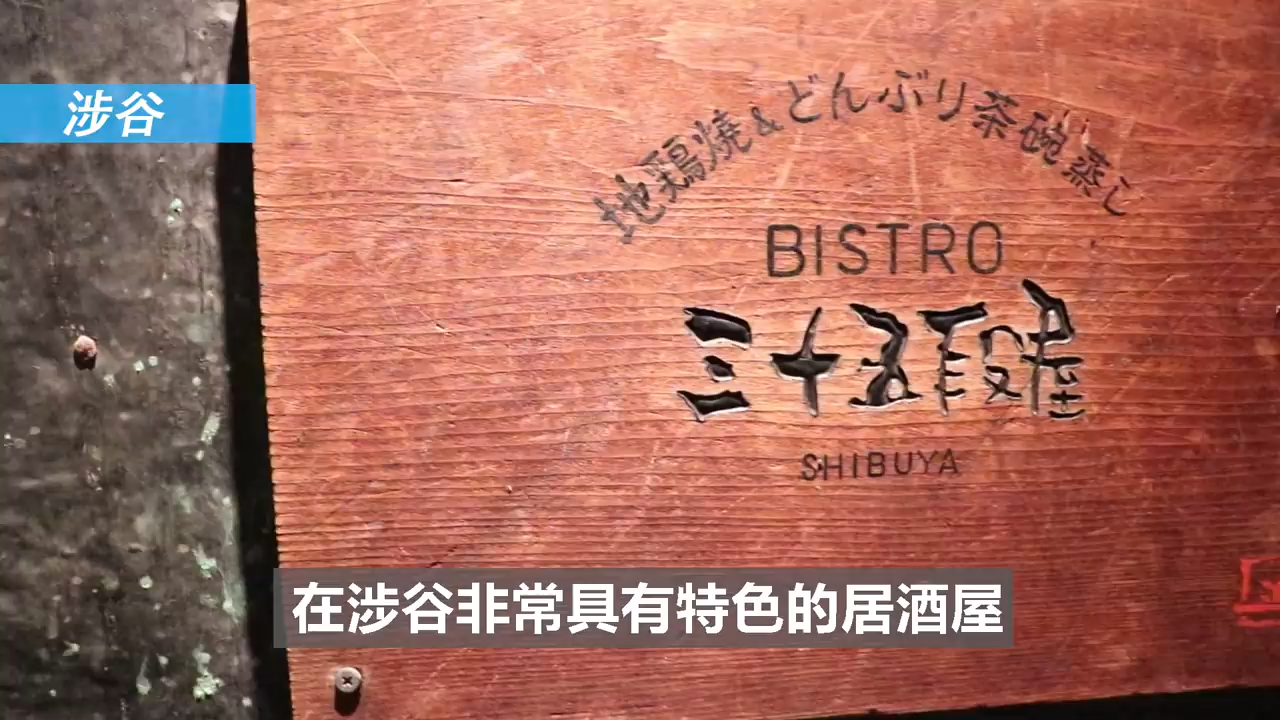 涉谷
地鶏焼&どんぶり茶碗蒸し
BISTRO
三十五段屋
SHIBUYA
在涉谷非常具有特色的居酒屋